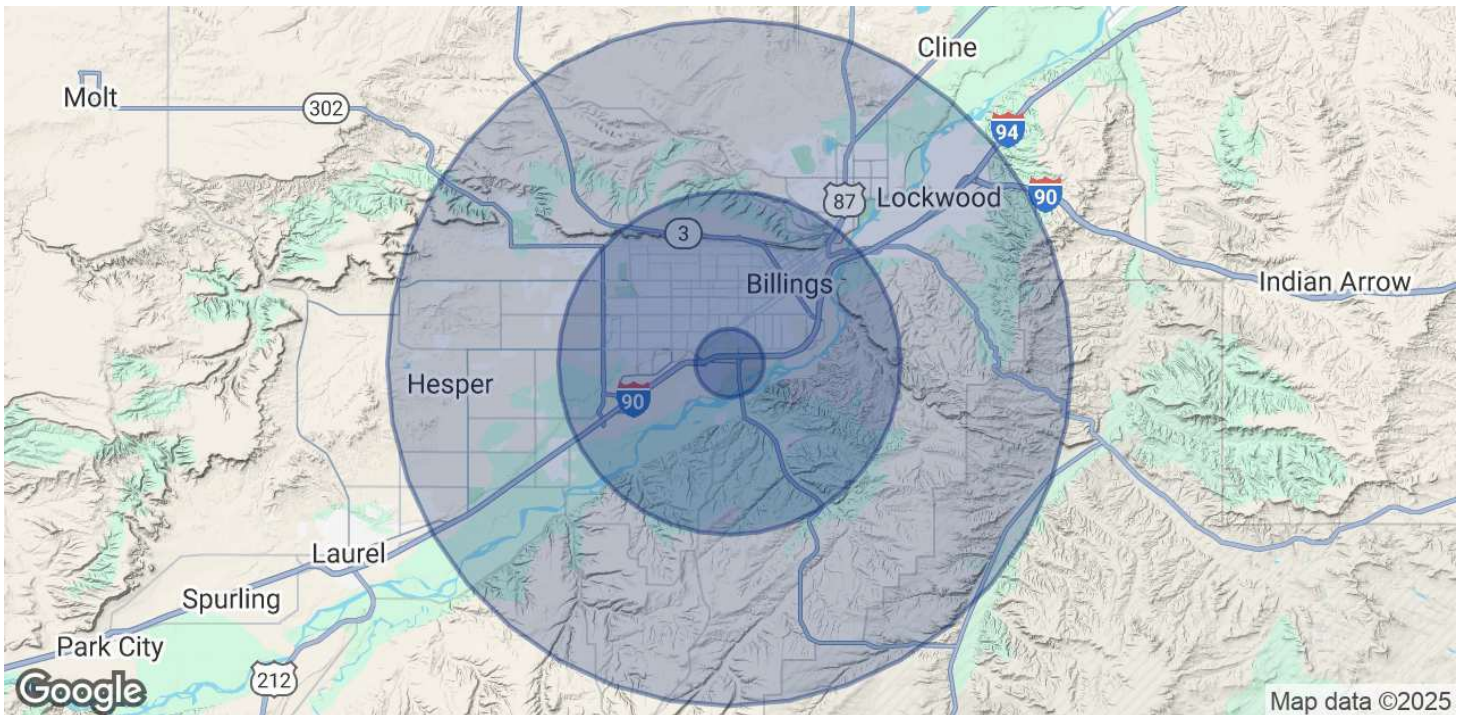 Cline
Molt
302
94
87
Lockwood
90
3
Billings
Indian Arrow
Hesper
90
Laurel
Spurling
Park City
212
Google
Map data ©2025